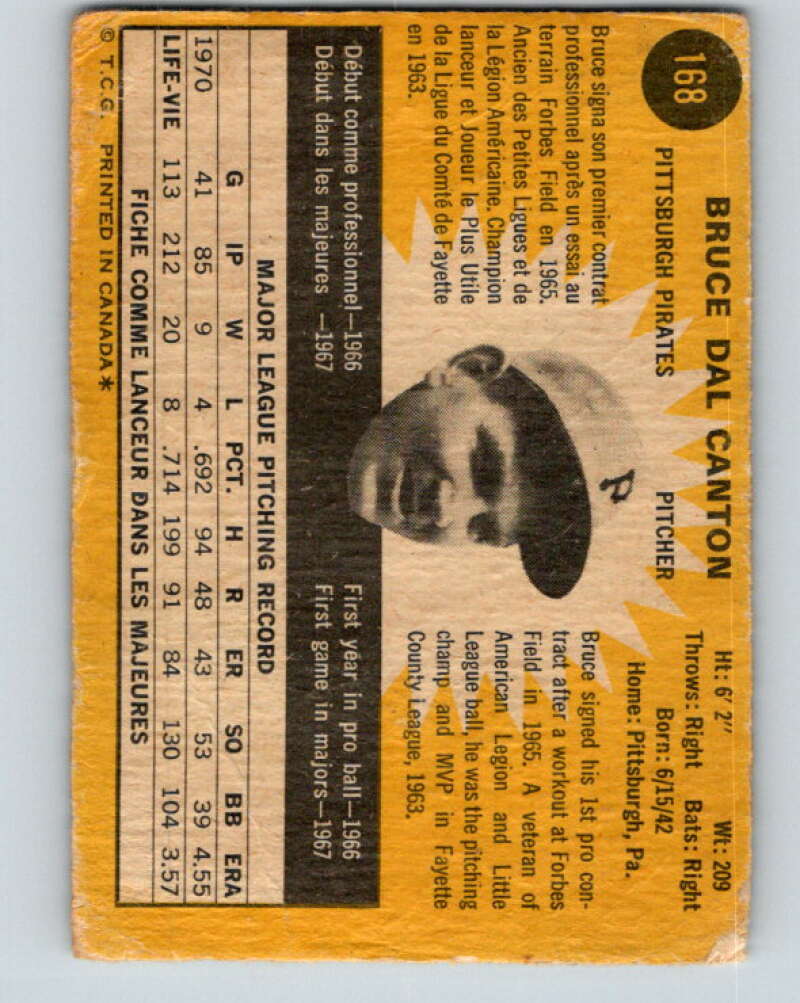 168
BRUCE DAL CANTON
PITTSBURGH PIRATES PITCHER
Ht: 6'2" Wt: 209
Throws: Right Bats: Right
Born: 6/15/42
Home: Pittsburgh, Pa.
Bruce signa son premier contrat
professionnel après un essai au
terrain Forbes Field en 1965.
Ancien des Petites Ligues et de
la Légion Américaine. Champion
lanceur et Joueur le Plus Utile
de la Ligue du Comté de Fayette
en 1963.
P
Bruce signed his 1st pro con-
tract after a workout at Forbes
Field in 1965. A veteran of
American Legion and Little
League ball, he was the pitching
champ and MVP in Fayette
County League, 1963.
Début comme professionnel—1966
Début dans les majeures —1967
First year in pro ball—1966
First game in majors—1967
MAJOR LEAGUE PITCHING RECORD
G IP W L PCT. H R ER SO BB ERA
1970 41 85 9 4 .692 94 48 43 53 39 4.55
LIFE-VIE 113 212 20 8 .714 199 91 84 130 104 3.57
FICHE COMME LANCEUR DANS LES MAJEURES
© T.C.G. PRINTED IN CANADA*